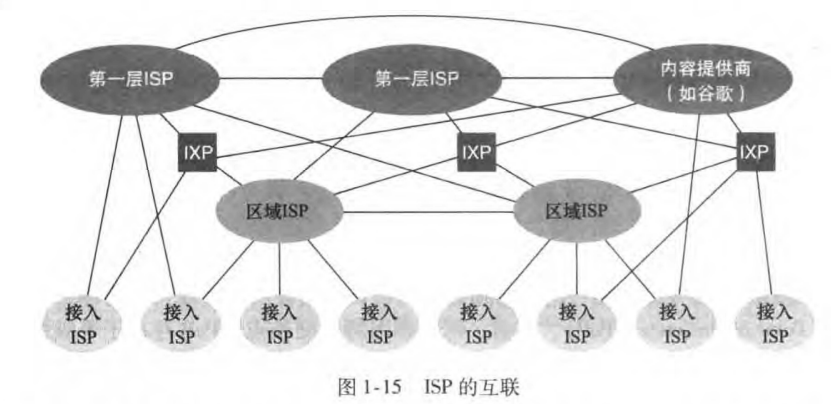 第一层ISP
第一层ISP
内容提供商
(如谷歌)
IXP
IXP
IXP
区域ISP
区域ISP
接入
ISP
接入
ISP
接入
ISP
接入
ISP
接入
ISP
接入
ISP
接入
ISP
接入
ISP
图 1-15 ISP 的互联